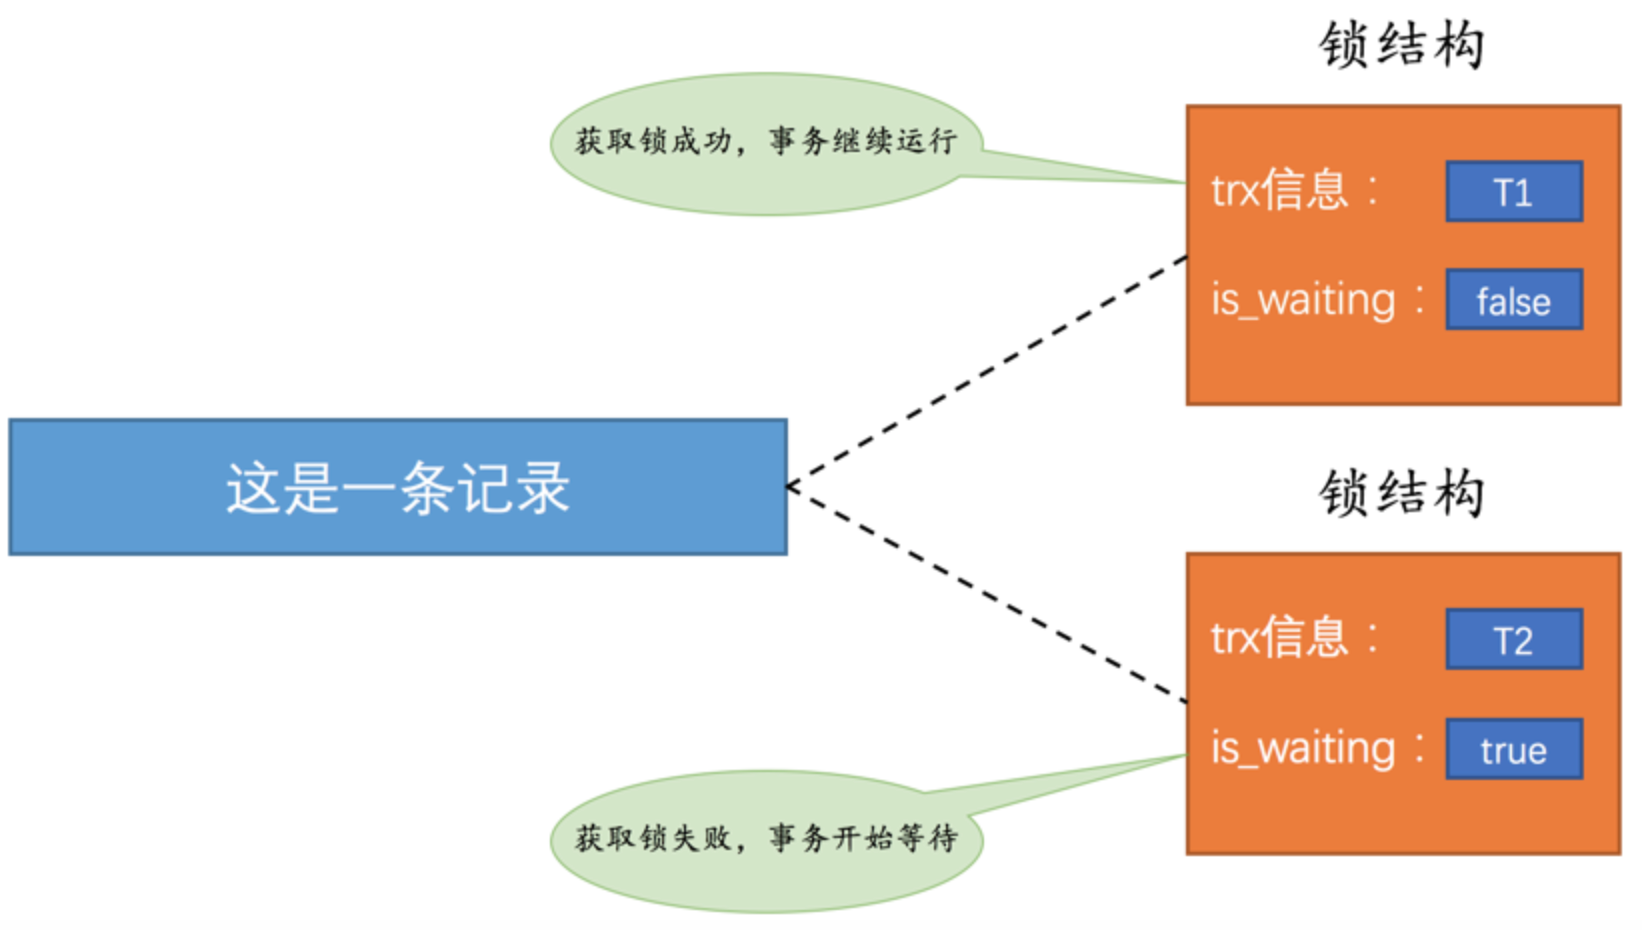 锁结构
获取锁成功，事务继续运行
trx信息： T1
is_waiting： false
这是一条记录
锁结构
trx信息： T2
is_waiting： true
获取锁失败，事务开始等待